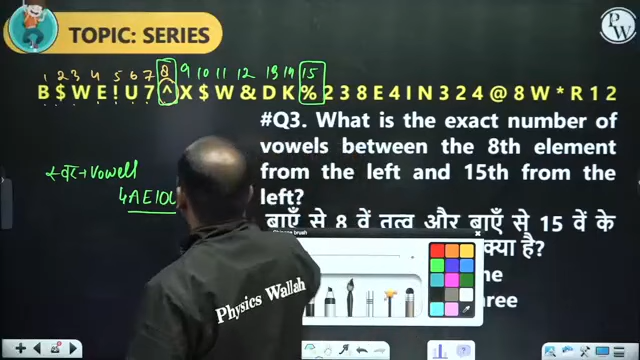 TOPIC: SERIES
PW
1 2 3 4 5 6 7 8 9 10 11 12 13 14 15
B $ W E ! U 7 ^ X $ W & D K % 2 3 8 E 4 I N 3 2 4 @ 8 W * R 1 2
#Q3. What is the exact number of
vowels between the 8th element
from the left and 15th from the
left?
स्वर → Vowell
AEIOU
बाएँ से 8 वें तत्व और बाएँ से 15 वें के
क्या है?
Physics Wallah